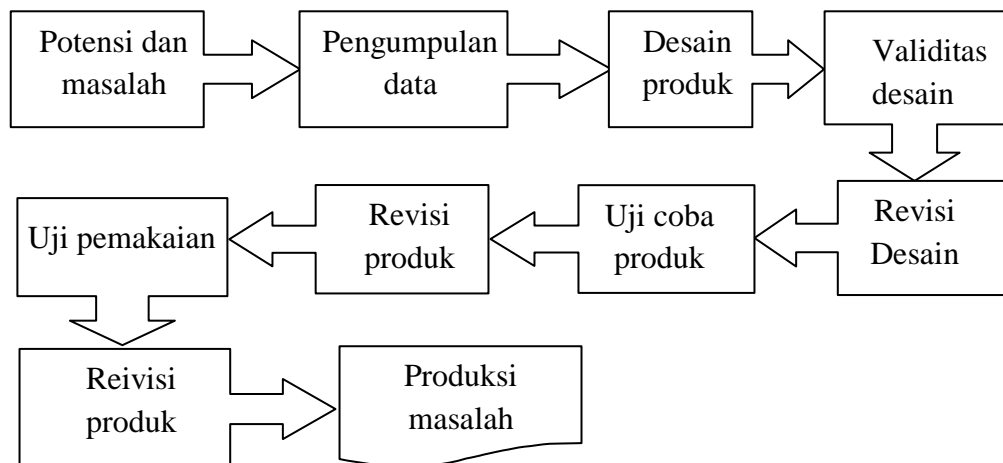 Potensi dan
masalah
Pengumpulan
data
Desain
produk
Validitas
desain
Revisi
Desain
Uji coba
produk
Revisi
produk
Uji pemakaian
Reivisi
produk
Produksi
masalah